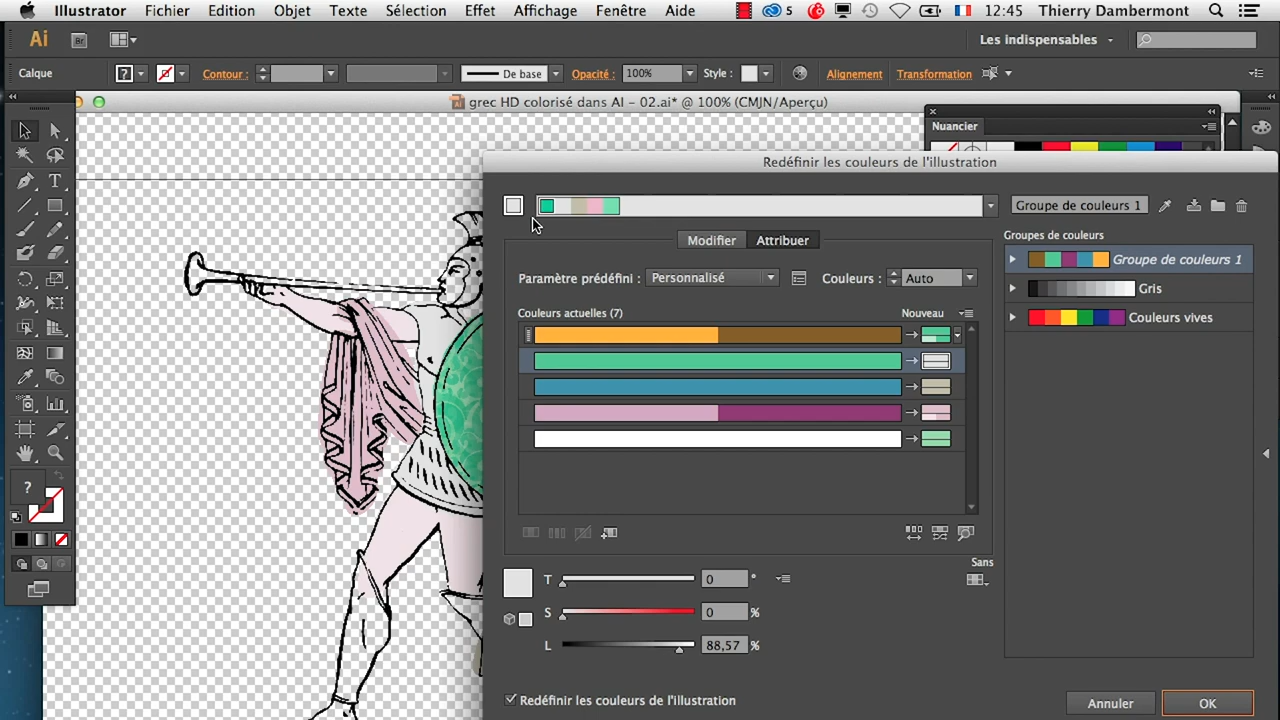 Illustrator Fichier Edition Objet Texte Sélection Effet Affichage Fenêtre Aide 5 12:45 Thierry Dambermont
Ai Br Les indispensables
Calque ? Contour : De base Opacité : 100% Style : Alignement Transformation
grec HD colorisé dans AI - 02.ai* @ 100% (CMJN/Aperçu)
Nuancier
Redéfinir les couleurs de l'illustration
Groupe de couleurs 1
Groupes de couleurs
Modifier Attribuer
Groupe de couleurs 1
Paramètre prédéfini : Personnalisé Couleurs : Auto
Gris
Couleurs actuelles (7) Nouveau
Couleurs vives
?
Sans
T 0 °
S 0 %
L 88,57 %
Redéfinir les couleurs de l'illustration
Annuler OK